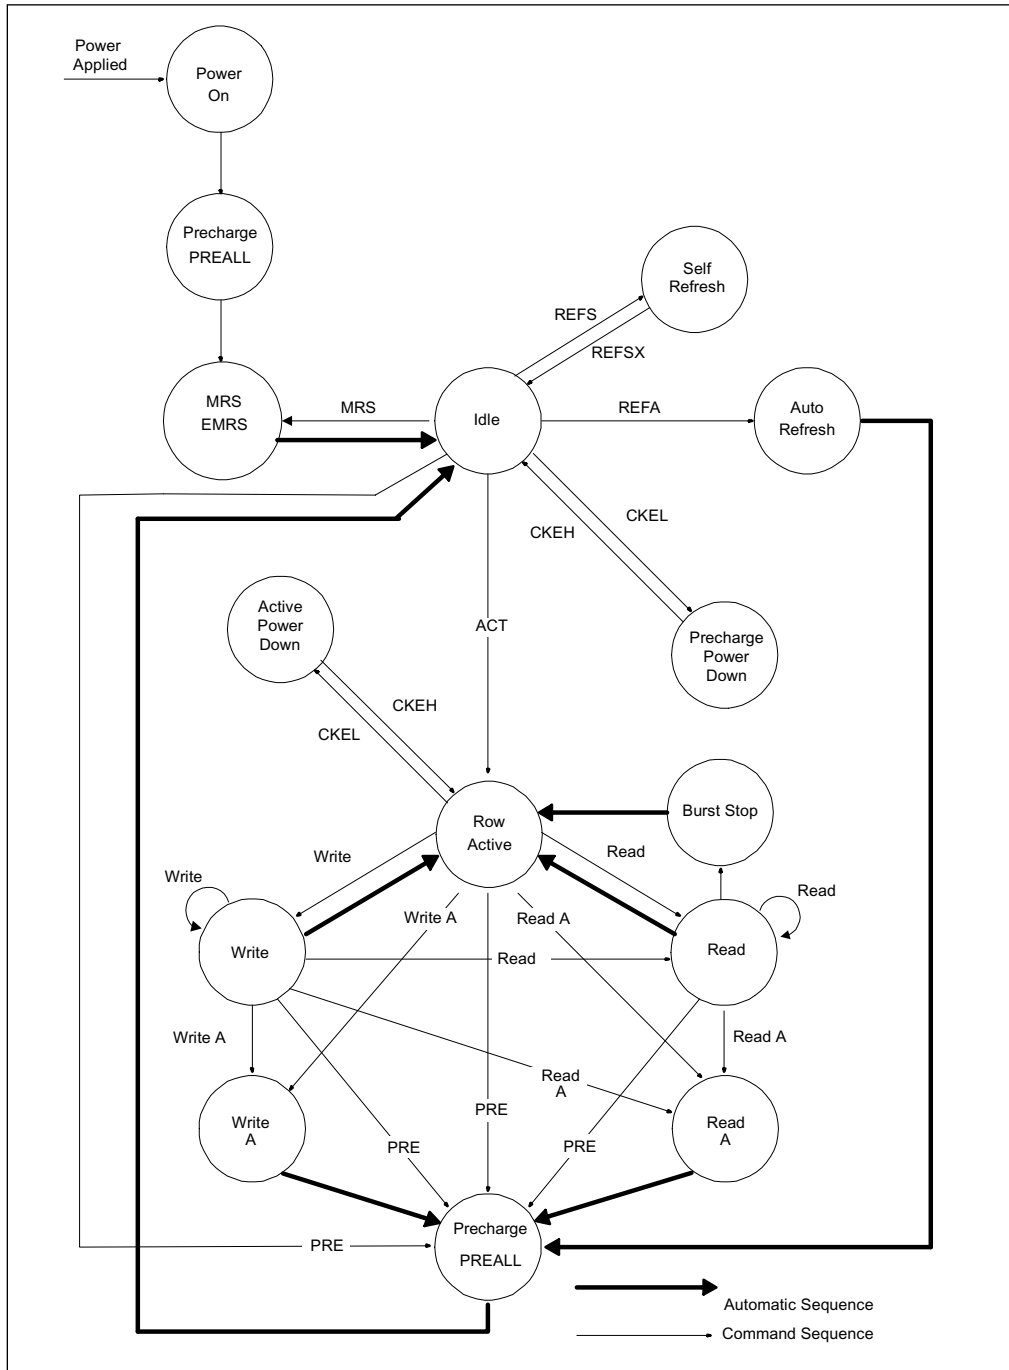 Power
Applied
Power
On
Precharge
PREALL
Self
Refresh
REFS
REFSX
MRS
EMRS
MRS
Idle
REFA
Auto
Refresh
CKEL
CKEH
Active
Power
Down
ACT
Precharge
Power
Down
CKEH
CKEL
Burst Stop
Row
Active
Write
Read
Write
Read
Write A
Read A
Write
Read
Read
Write A
Read A
Read
A
Write
A
PRE
Read
A
PRE
PRE
Precharge
PREALL
PRE
Automatic Sequence
Command Sequence